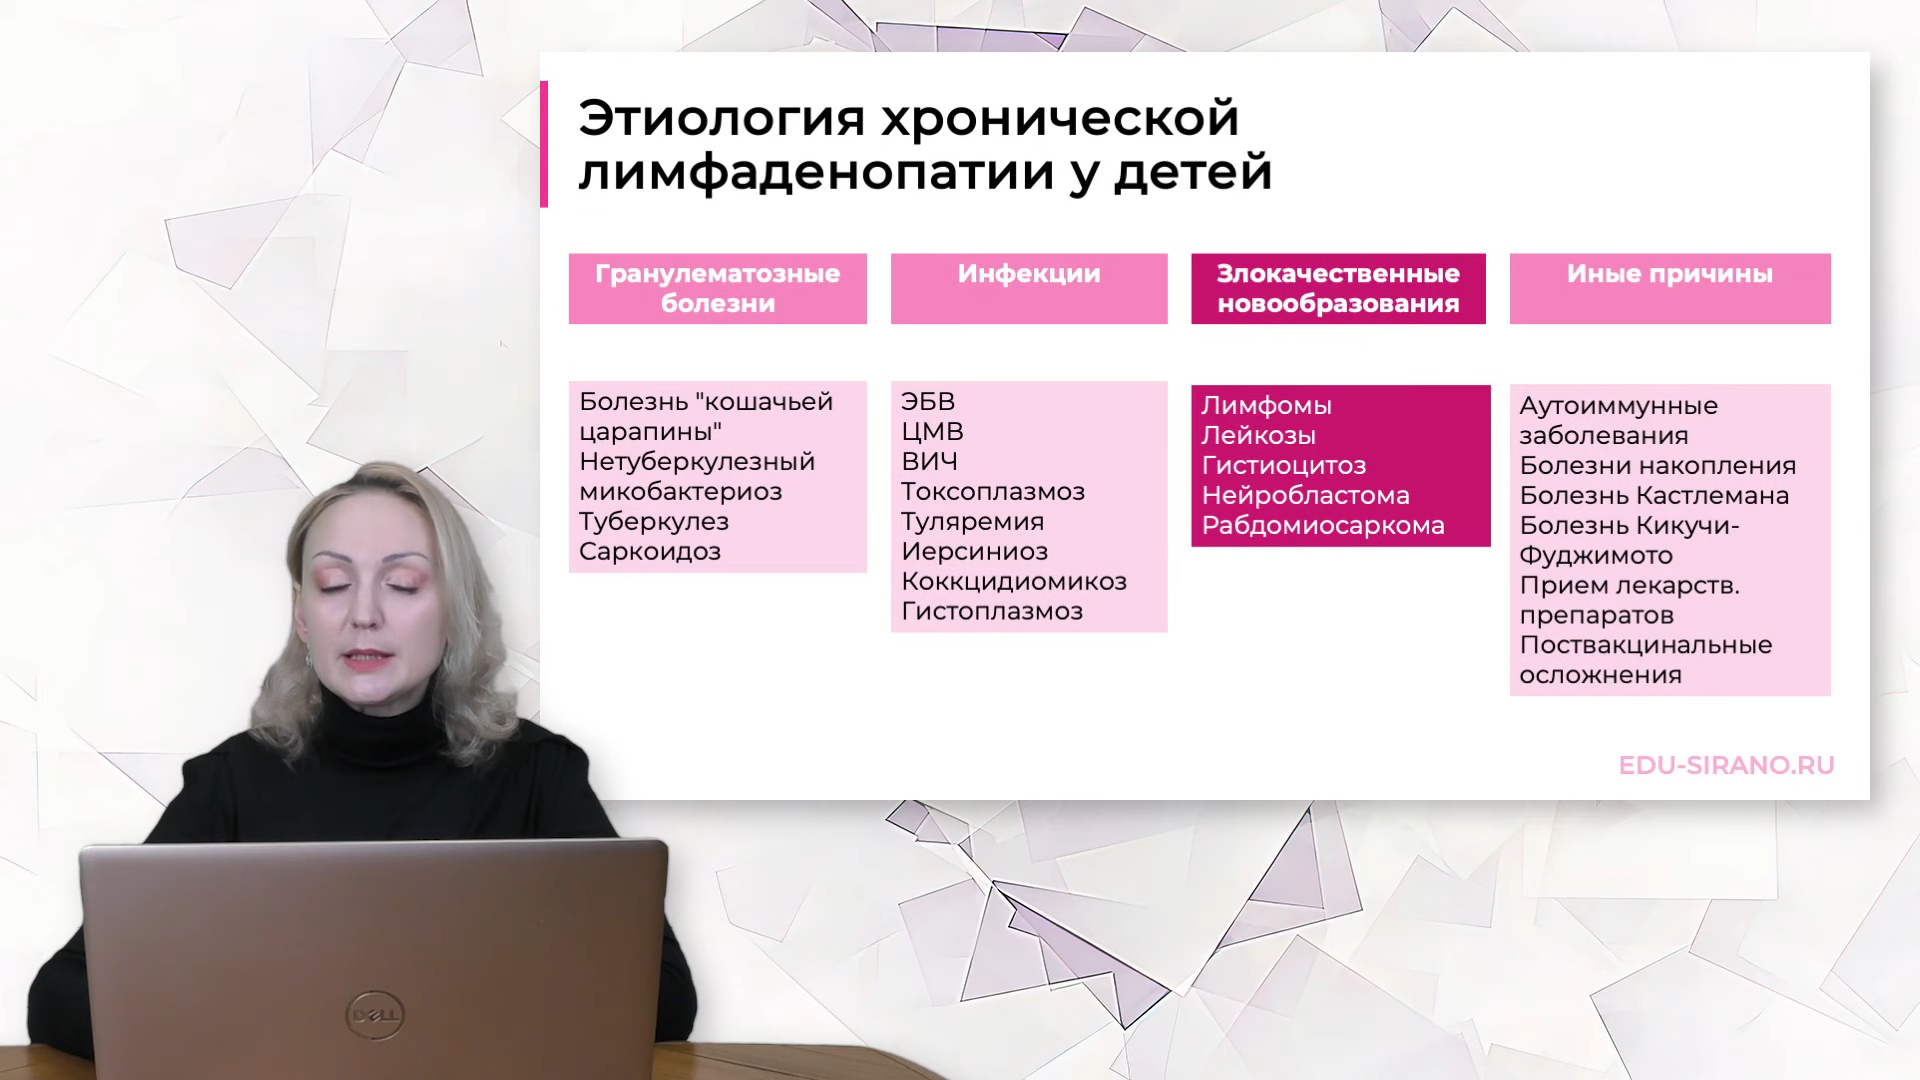 Этиология хронической
лимфаденопатии у детей
Гранулематозные
болезни
Болезнь "кошачьей
царапины"
Нетуберкулезный
микобактериоз
Туберкулез
Саркоидоз
Инфекции
ЭБВ
ЦМВ
ВИЧ
Токсоплазмоз
Туляремия
Иерсиниоз
Коккцидиомикоз
Гистоплазмоз
Злокачественные
новообразования
Лимфомы
Лейкозы
Гистиоцитоз
Нейробластома
Рабдомиосаркома
Иные причины
Аутоиммунные
заболевания
Болезни накопления
Болезнь Кастлемана
Болезнь Кикучи-
Фуджимото
Прием лекарств.
препаратов
Поствакцинальные
осложнения
EDU-SIRANO.RU
DELL